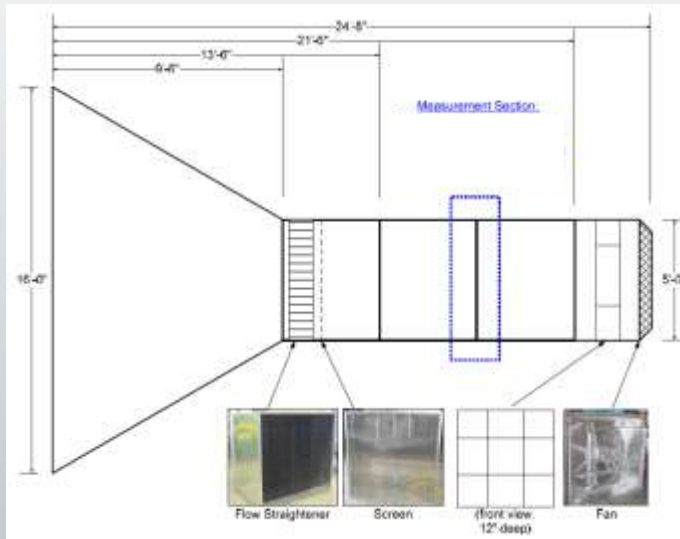 24'-8"
21'-6"
13'-6"
9'-6"
Measurement Section
16'-0"
5'-0
Flow Straightener
Screen
(front view
12" deep)
Fan